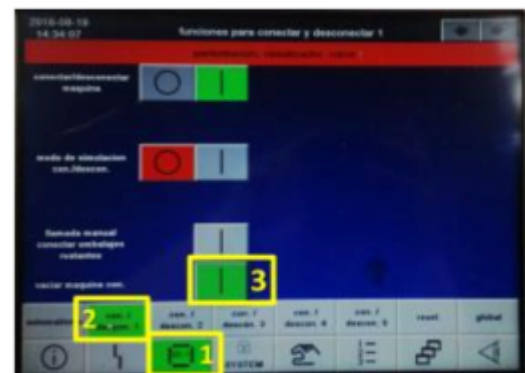 2018-08-18
14:34:07
funciones para conectar y desconectar 1
conectar/desconectar
maquina
modo de simulacion
con./descon.
llamada manual
conectar embalajes
restantes
vaciar maquina con.
3
2
con. /
descon. 1
con. /
descon. 2
con. /
descon. 3
con. /
descon. 4
con. /
descon. 5
reset
global
1
SYSTEM